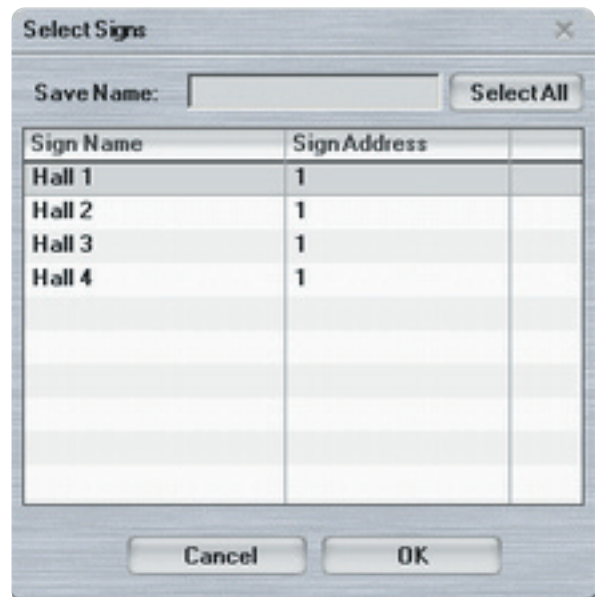 Select Signs
Save Name: Select All
Sign Name Sign Address
Hall 1 1
Hall 2 1
Hall 3 1
Hall 4 1
Cancel OK